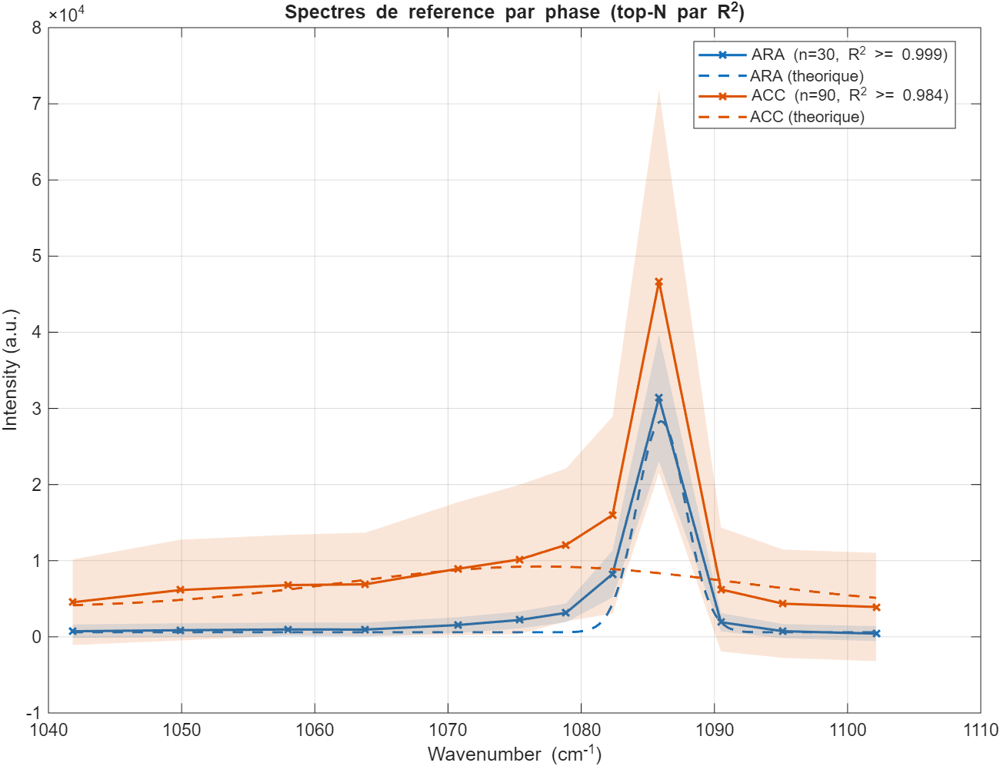 Spectres de reference par phase (top-N par R²)
×10⁴
8
7
6
5
4
3
2
1
0
-1
Intensity (a.u.)
ARA (n=30, R² >= 0.999)
ARA (theorique)
ACC (n=90, R² >= 0.984)
ACC (theorique)
1040 1050 1060 1070 1080 1090 1100 1110
Wavenumber (cm⁻¹)